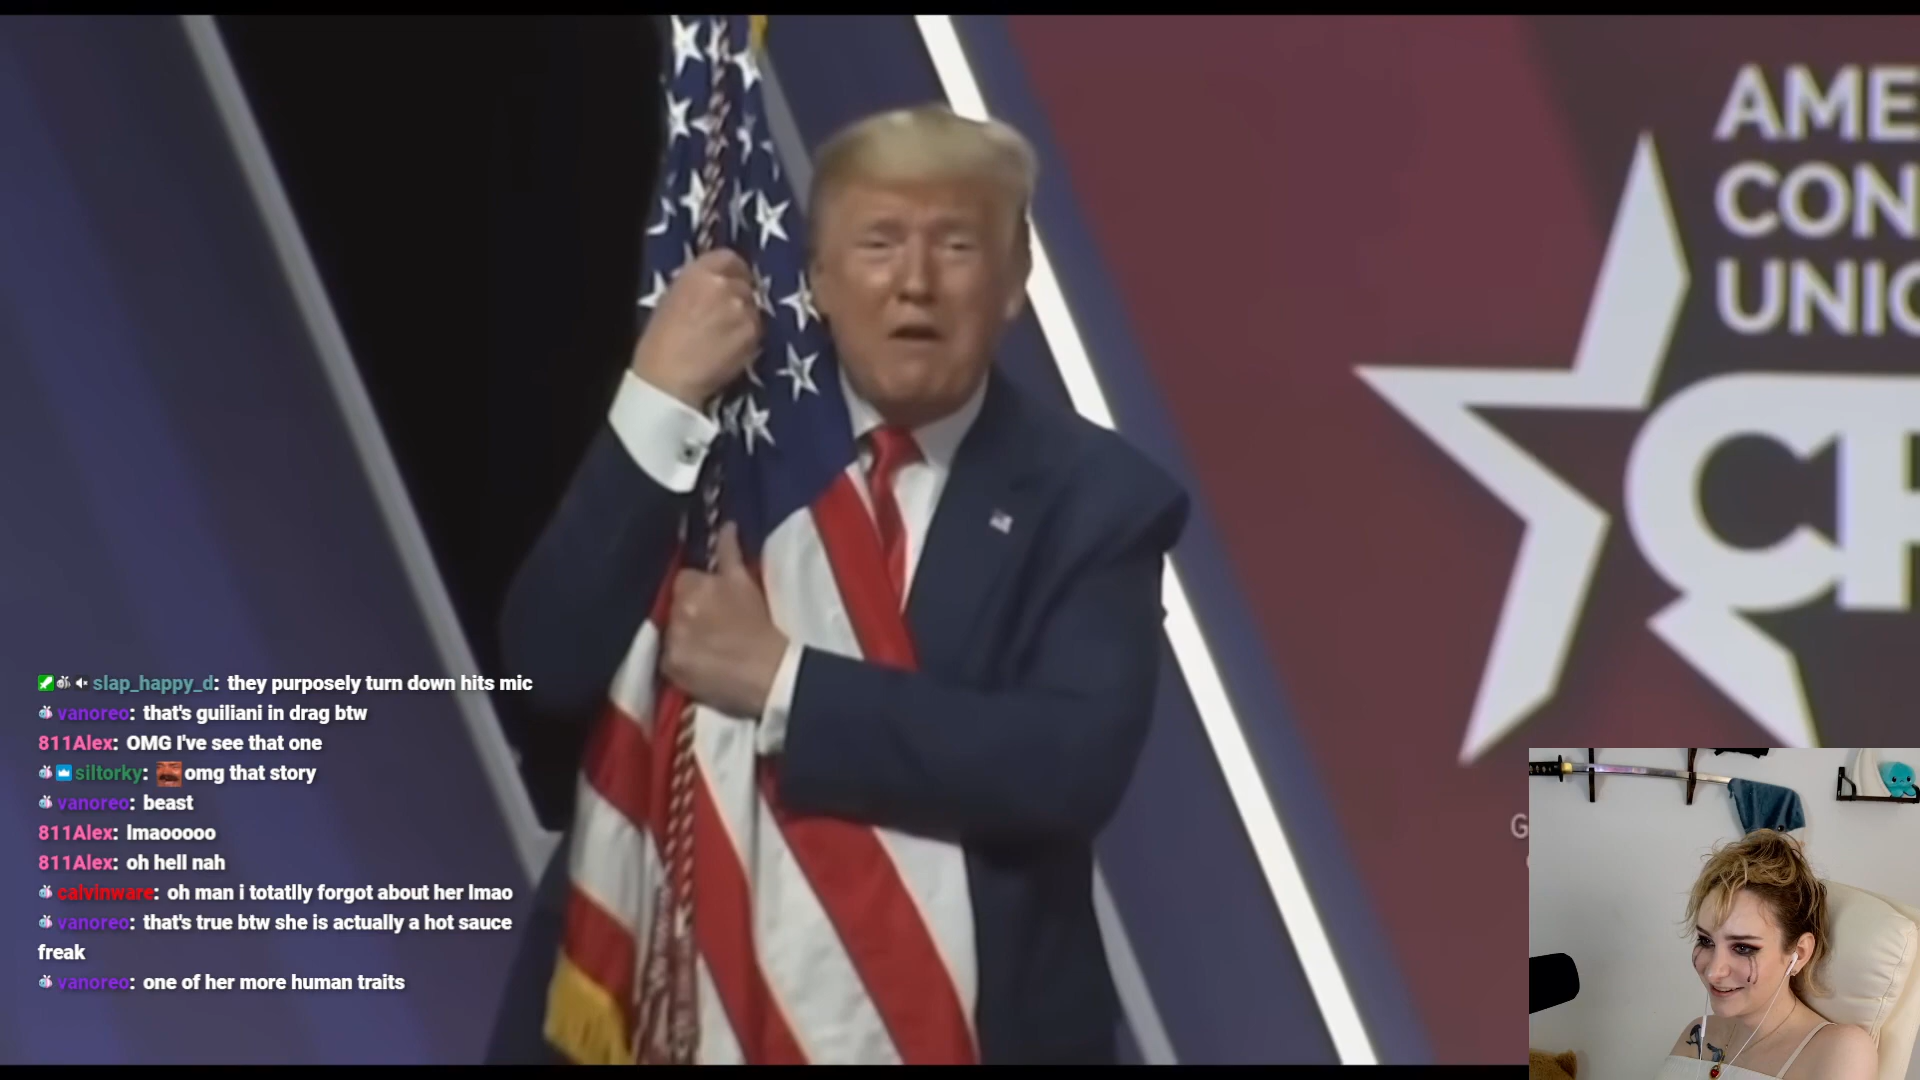 AME
CON
UNIO
CP
G
slap_happy_d: they purposely turn down hits mic
vanoreo: that's guiliani in drag btw
811Alex: OMG I've see that one
siltorky: omg that story
vanoreo: beast
811Alex: lmaooooo
811Alex: oh hell nah
calvinware: oh man i totatlly forgot about her lmao
vanoreo: that's true btw she is actually a hot sauce
freak
vanoreo: one of her more human traits